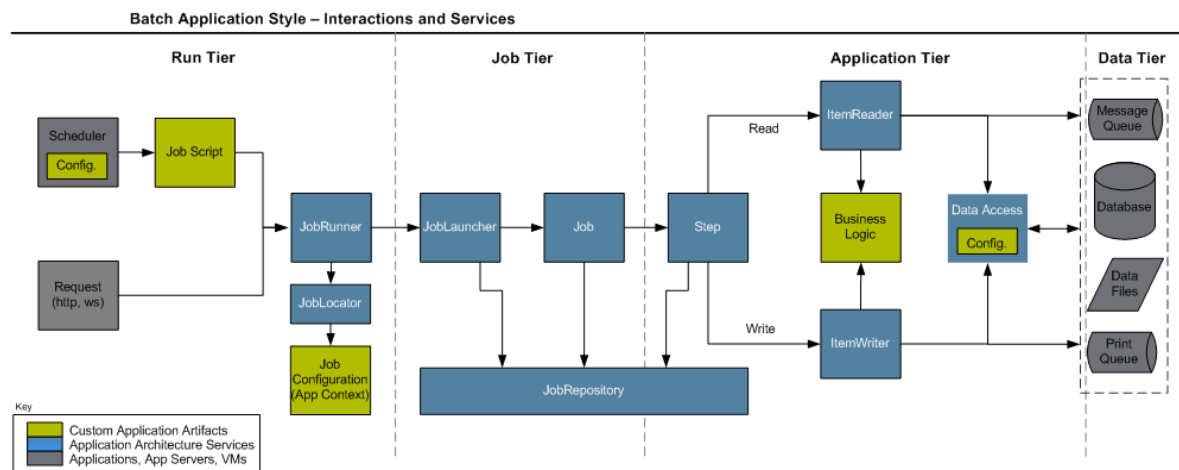 Batch Application Style – Interactions and Services
Run Tier
Job Tier
Application Tier
Data Tier
Scheduler
Config.
Job Script
Request
(http, ws)
JobRunner
JobLocator
Job
Configuration
(App Context)
JobLauncher
Job
Step
JobRepository
Read
Write
ItemReader
Business
Logic
ItemWriter
Data Access
Config.
Message
Queue
Database
Data
Files
Print
Queue
Key
Custom Application Artifacts
Application Architecture Services
Applications, App Servers, VMs